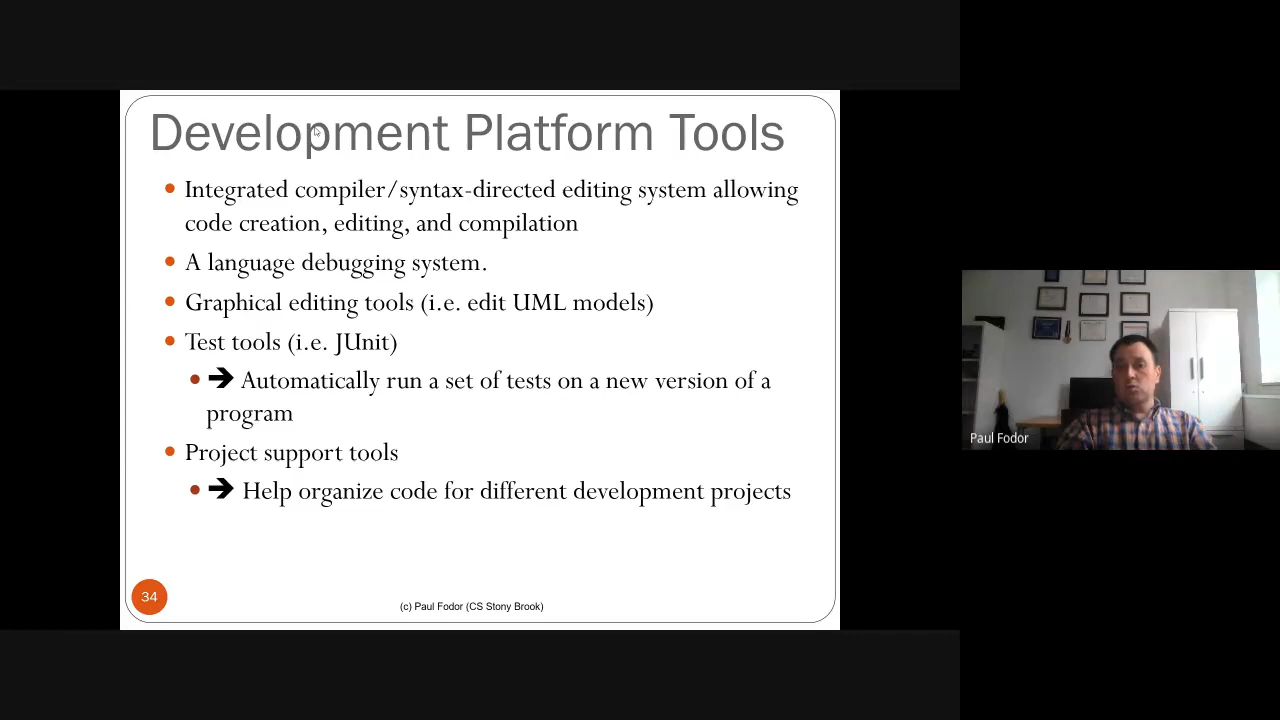 Development Platform Tools
• Integrated compiler/syntax-directed editing system allowing
code creation, editing, and compilation
• A language debugging system.
• Graphical editing tools (i.e. edit UML models)
• Test tools (i.e. JUnit)
• ➔ Automatically run a set of tests on a new version of a
program
• Project support tools
• ➔ Help organize code for different development projects
34
(c) Paul Fodor (CS Stony Brook)
Paul Fodor